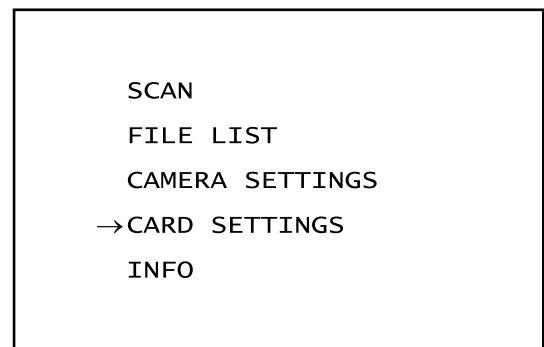 SCAN
FILE LIST
CAMERA SETTINGS
→CARD SETTINGS
INFO